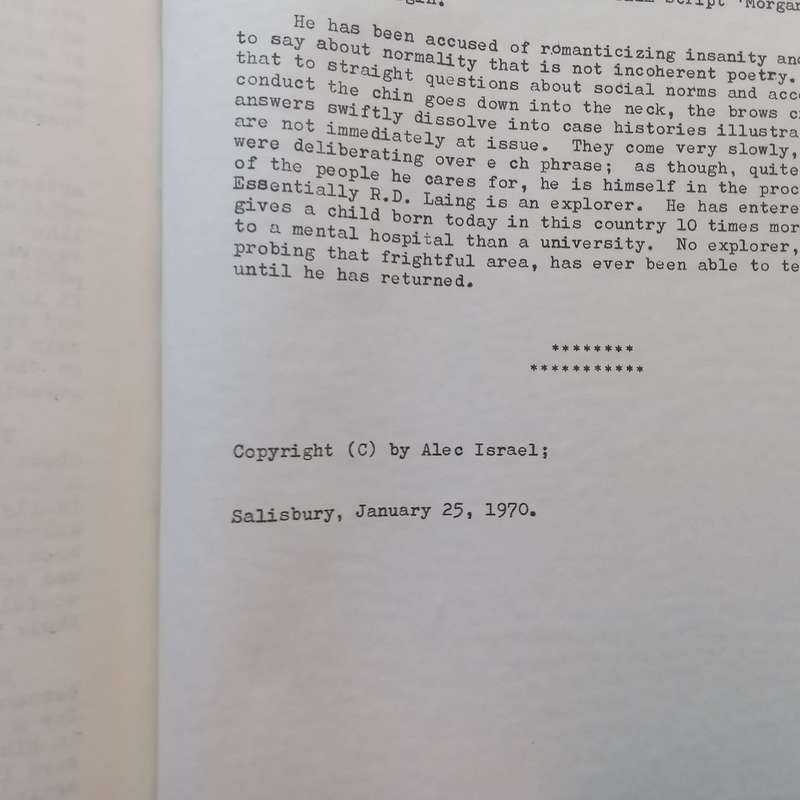 script 'Morgan
He has been accused of romanticizing insanity and
to say about normality that is not incoherent poetry.
that to straight questions about social norms and acce
conduct the chin goes down into the neck, the brows c
answers swiftly dissolve into case histories illustra
are not immediately at issue. They come very slowly,
were deliberating over e ch phrase; as though, quite
of the people he cares for, he is himself in the proc
Essentially R.D. Laing is an explorer. He has entere
gives a child born today in this country 10 times mor
to a mental hospital than a university. No explorer,
probing that frightful area, has ever been able to te
until he has returned.
********
***********
Copyright (C) by Alec Israel;
Salisbury, January 25, 1970.